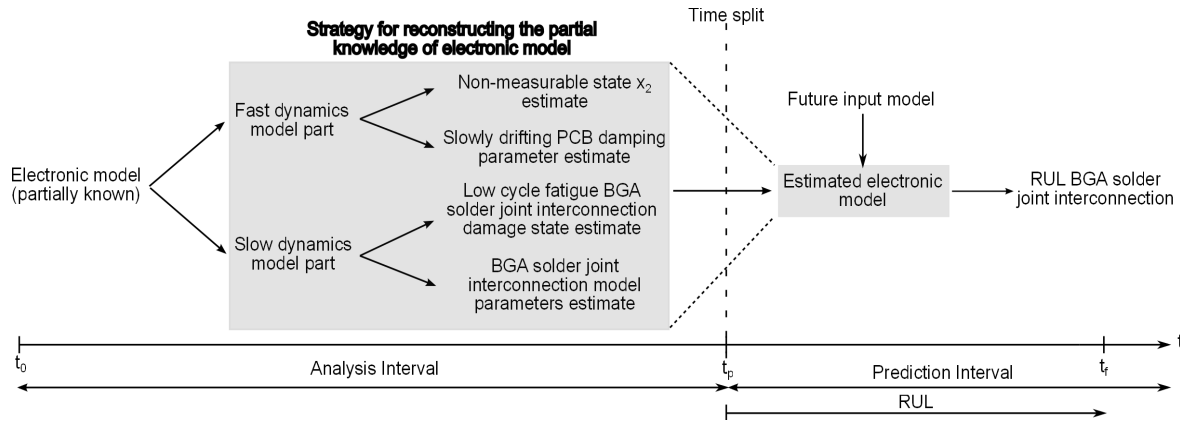 Strategy for reconstructing the partial
knowledge of electronic model
Time split
Electronic model
(partially known)
Fast dynamics
model part
Slow dynamics
model part
Non-measurable state x₂
estimate
Slowly drifting PCB damping
parameter estimate
Low cycle fatigue BGA
solder joint interconnection
damage state estimate
BGA solder joint
interconnection model
parameters estimate
Future input model
Estimated electronic
model
RUL BGA solder
joint interconnection
t₀
tₚ
t_f
t
Analysis Interval
Prediction Interval
RUL